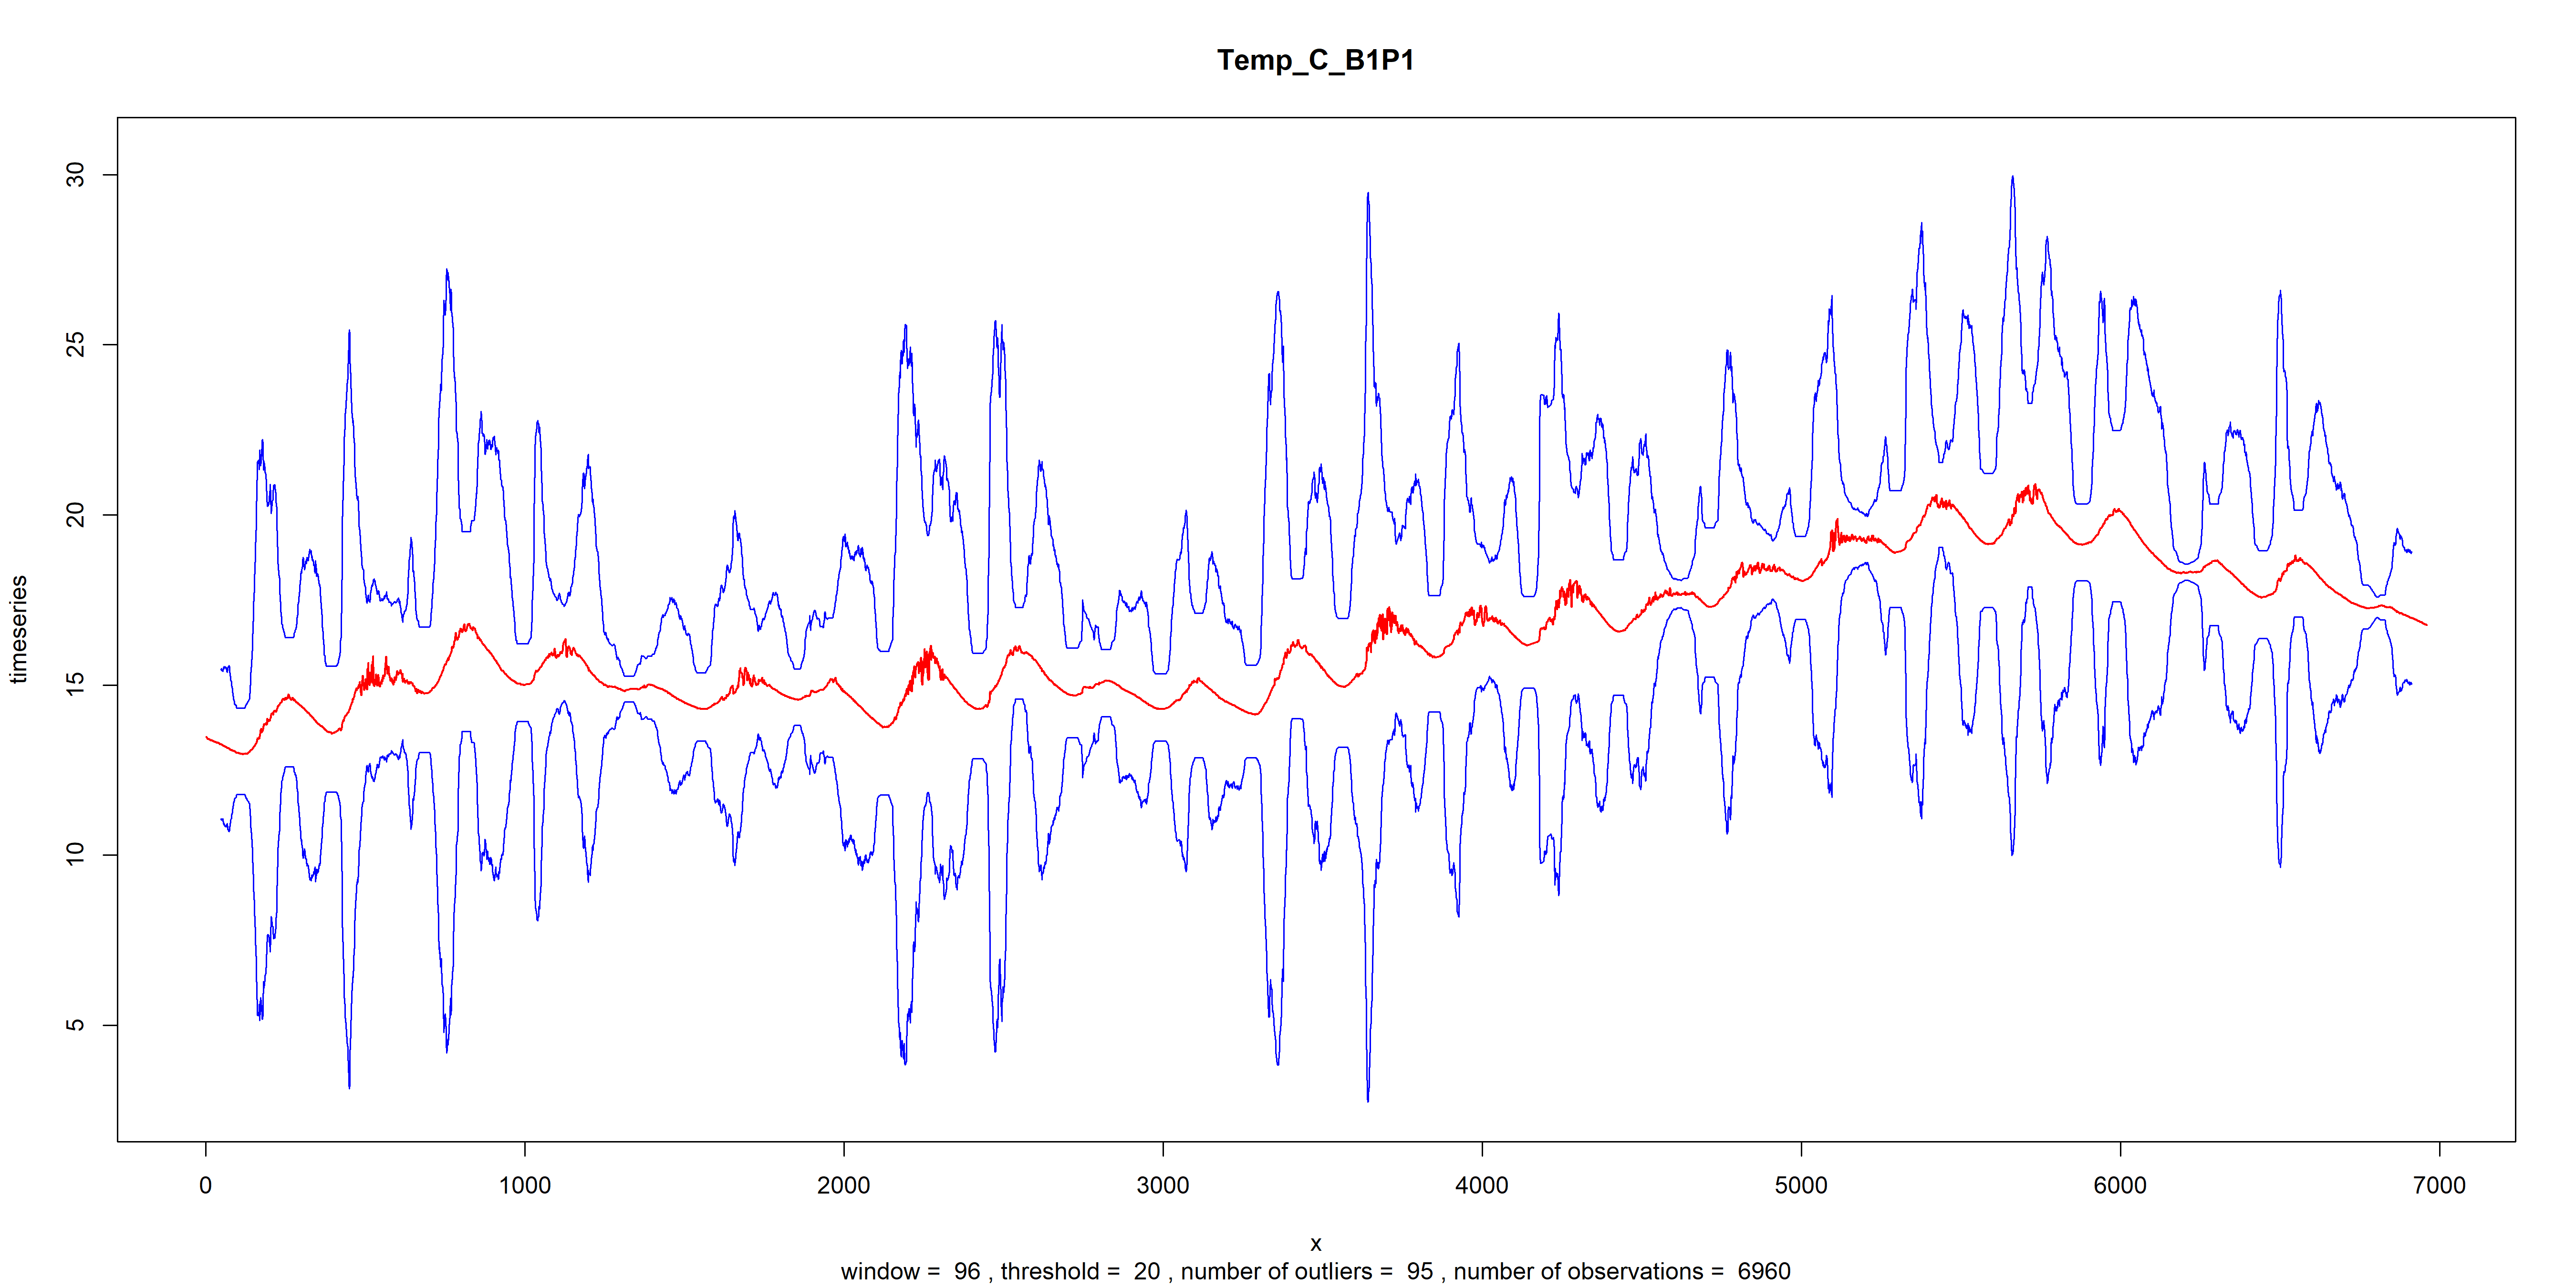 Temp_C_B1P1
30
25
20
15
10
5
timeseries
0 1000 2000 3000 4000 5000 6000 7000
x
window = 96 , threshold = 20 , number of outliers = 95 , number of observations = 6960